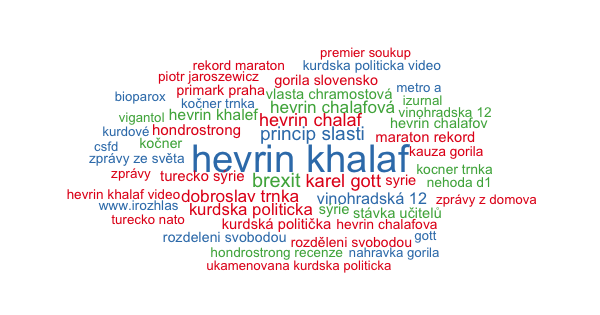 premier soukup
rekord maraton kurdska politicka video
piotr jaroszewicz gorila slovensko
primark praha vlasta chramostová metro a
bioparox kočner trnka hevrin chalafová izurnal
vigantol hevrin khalef hevrin chalaf vinohradska 12
kurdové hondrostrong princip slasti maraton rekord hevrin chalafov
csfd kočner kauza gorila
zprávy ze světa hevrin khalaf kocner trnka
zprávy turecko syrie brexit karel gott syrie nehoda d1
hevrin khalaf video dobroslav trnka vinohradska 12 zprávy z domova
www.irozhlas kurdska politicka syrie stávka učitelů
turecko nato kurdská politička hevrin chalafova
rozdeleni svobodou rozděleni svobodou gott
hondrostrong recenze nahravka gorila
ukamenovana kurdska politicka